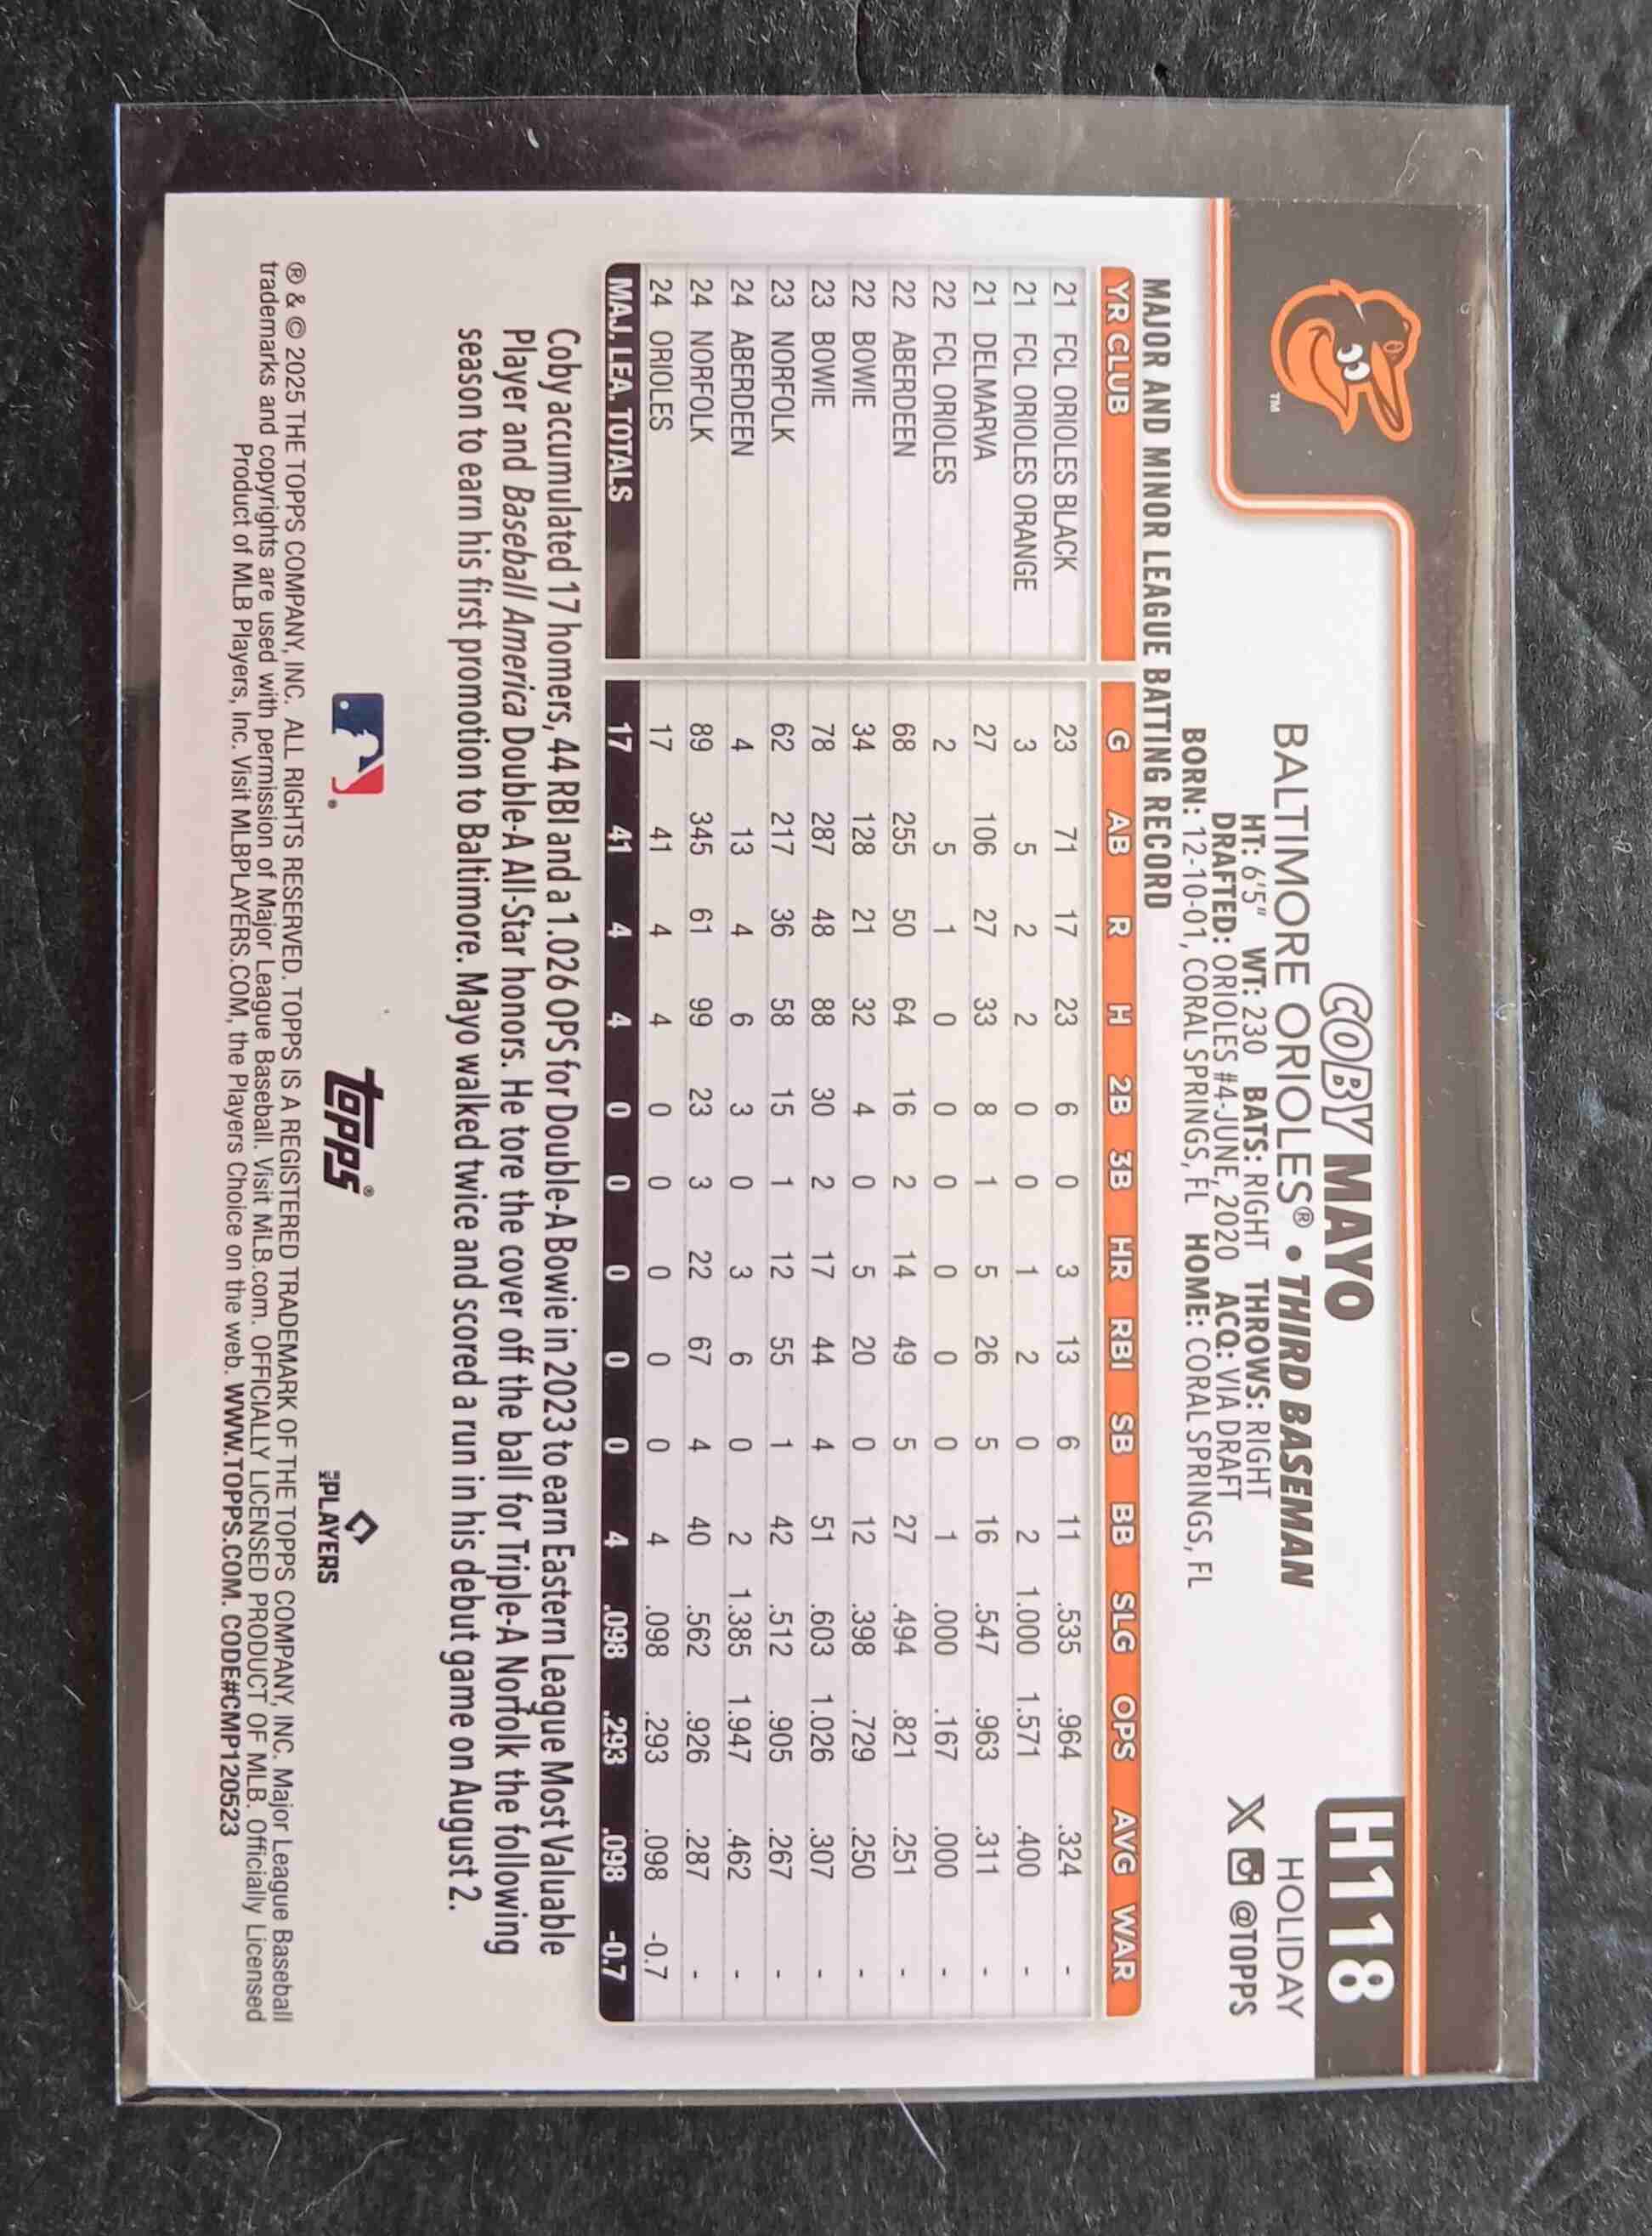 H118
HOLIDAY
@TOPPS
COBY MAYO
BALTIMORE ORIOLES® • THIRD BASEMAN
HT: 6'5" WT: 230 BATS: RIGHT THROWS: RIGHT
DRAFTED: ORIOLES #4-JUNE, 2020 ACQ: VIA DRAFT
BORN: 12-10-01, CORAL SPRINGS, FL HOME: CORAL SPRINGS, FL
TM
MAJOR AND MINOR LEAGUE BATTING RECORD
YR CLUB G AB R H 2B 3B HR RBI SB BB SLG OPS AVG WAR
21 FCL ORIOLES BLACK 23 71 17 23 6 0 3 13 6 11 .535 .964 .324 -
21 FCL ORIOLES ORANGE 3 5 2 2 0 0 1 2 0 2 1.000 1.571 .400 -
21 DELMARVA 27 106 27 33 8 1 5 26 5 16 .547 .963 .311 -
22 FCL ORIOLES 2 5 1 0 0 0 0 0 0 1 .000 .167 .000 -
22 ABERDEEN 68 255 50 64 16 2 14 49 5 27 .494 .821 .251 -
22 BOWIE 34 128 21 32 4 0 5 20 0 12 .398 .729 .250 -
23 BOWIE 78 287 48 88 30 2 17 44 4 51 .603 1.026 .307 -
23 NORFOLK 62 217 36 58 15 1 12 55 1 42 .512 .905 .267 -
24 ABERDEEN 4 13 4 6 3 0 3 6 0 2 1.385 1.947 .462 -
24 NORFOLK 89 345 61 99 23 3 22 67 4 40 .562 .926 .287 -
24 ORIOLES 17 41 4 4 0 0 0 0 0 4 .098 .293 .098 -0.7
MAJ. LEA. TOTALS 17 41 4 4 0 0 0 0 0 4 .098 .293 .098 -0.7
Coby accumulated 17 homers, 44 RBI and a 1.026 OPS for Double-A Bowie in 2023 to earn Eastern League Most Valuable
Player and Baseball America Double-A All-Star honors. He tore the cover off the ball for Triple-A Norfolk the following
season to earn his first promotion to Baltimore. Mayo walked twice and scored a run in his debut game on August 2.
topps®
MLB PLAYERS
® & © 2025 THE TOPPS COMPANY, INC. ALL RIGHTS RESERVED. TOPPS IS A REGISTERED TRADEMARK OF THE TOPPS COMPANY, INC. Major League Baseball
trademarks and copyrights are used with permission of Major League Baseball. Visit MLB.com. OFFICIALLY LICENSED PRODUCT OF MLB. Officially Licensed
Product of MLB Players, Inc. Visit MLBPLAYERS.COM, the Players Choice on the web. WWW.TOPPS.COM. CODE#CMP120523